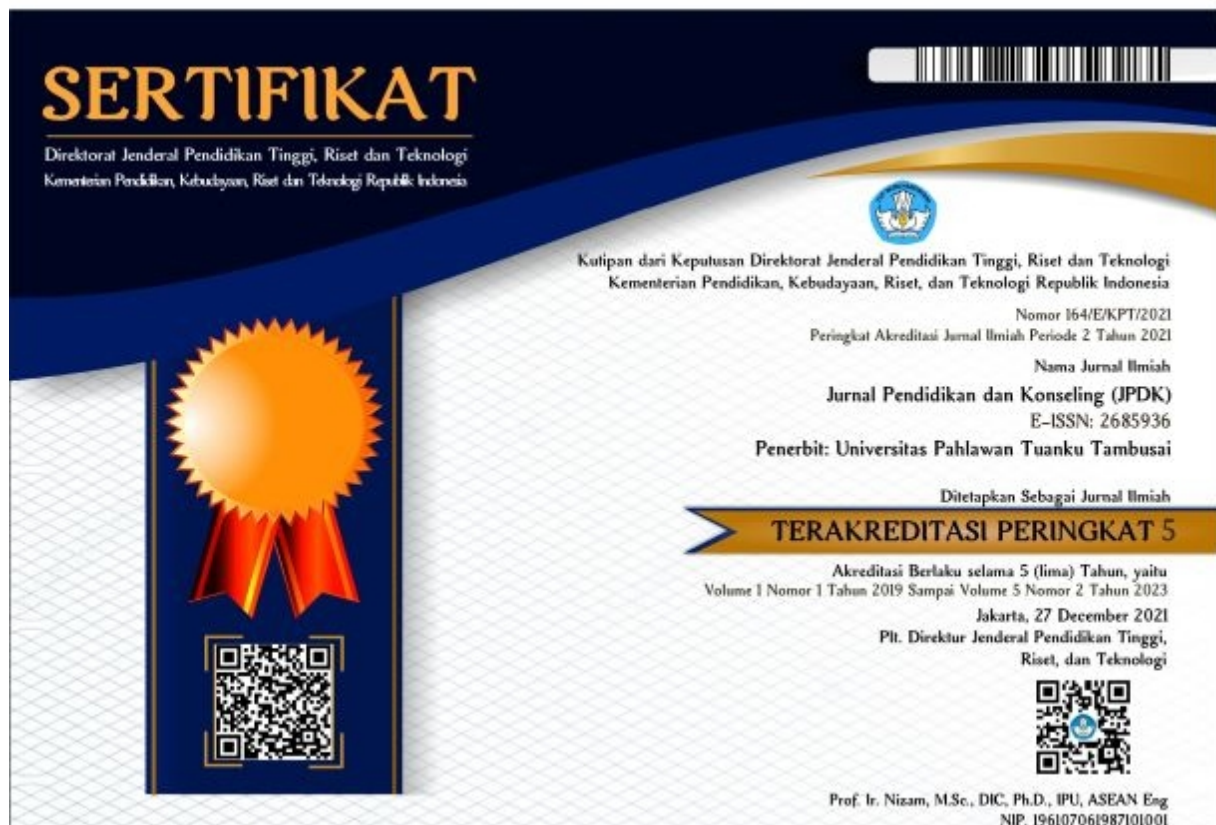 SERTIFIKAT
Direktorat Jenderal Pendidikan Tinggi, Riset dan Teknologi
Kementerian Pendidikan, Kebudayaan, Riset dan Teknologi Republik Indonesia
Kutipan dari Keputusan Direktorat Jenderal Pendidikan Tinggi, Riset dan Teknologi
Kementerian Pendidikan, Kebudayaan, Riset, dan Teknologi Republik Indonesia
Nomor 164/E/KPT/2021
Peringkat Akreditasi Jurnal Ilmiah Periode 2 Tahun 2021
Nama Jurnal Ilmiah
Jurnal Pendidikan dan Konseling (JPDK)
E-ISSN: 2685936
Penerbit: Universitas Pahlawan Tuanku Tambusai
Ditetapkan Sebagai Jurnal Ilmiah
TERAKREDITASI PERINGKAT 5
Akreditasi Berlaku selama 5 (lima) Tahun, yaitu
Volume 1 Nomor 1 Tahun 2019 Sampai Volume 5 Nomor 2 Tahun 2023
Jakarta, 27 December 2021
Plt. Direktur Jenderal Pendidikan Tinggi,
Riset, dan Teknologi
Prof. Ir. Nizam, M.Sc., DIC, Ph.D., IPU, ASEAN Eng
NIP. 196107061987101001